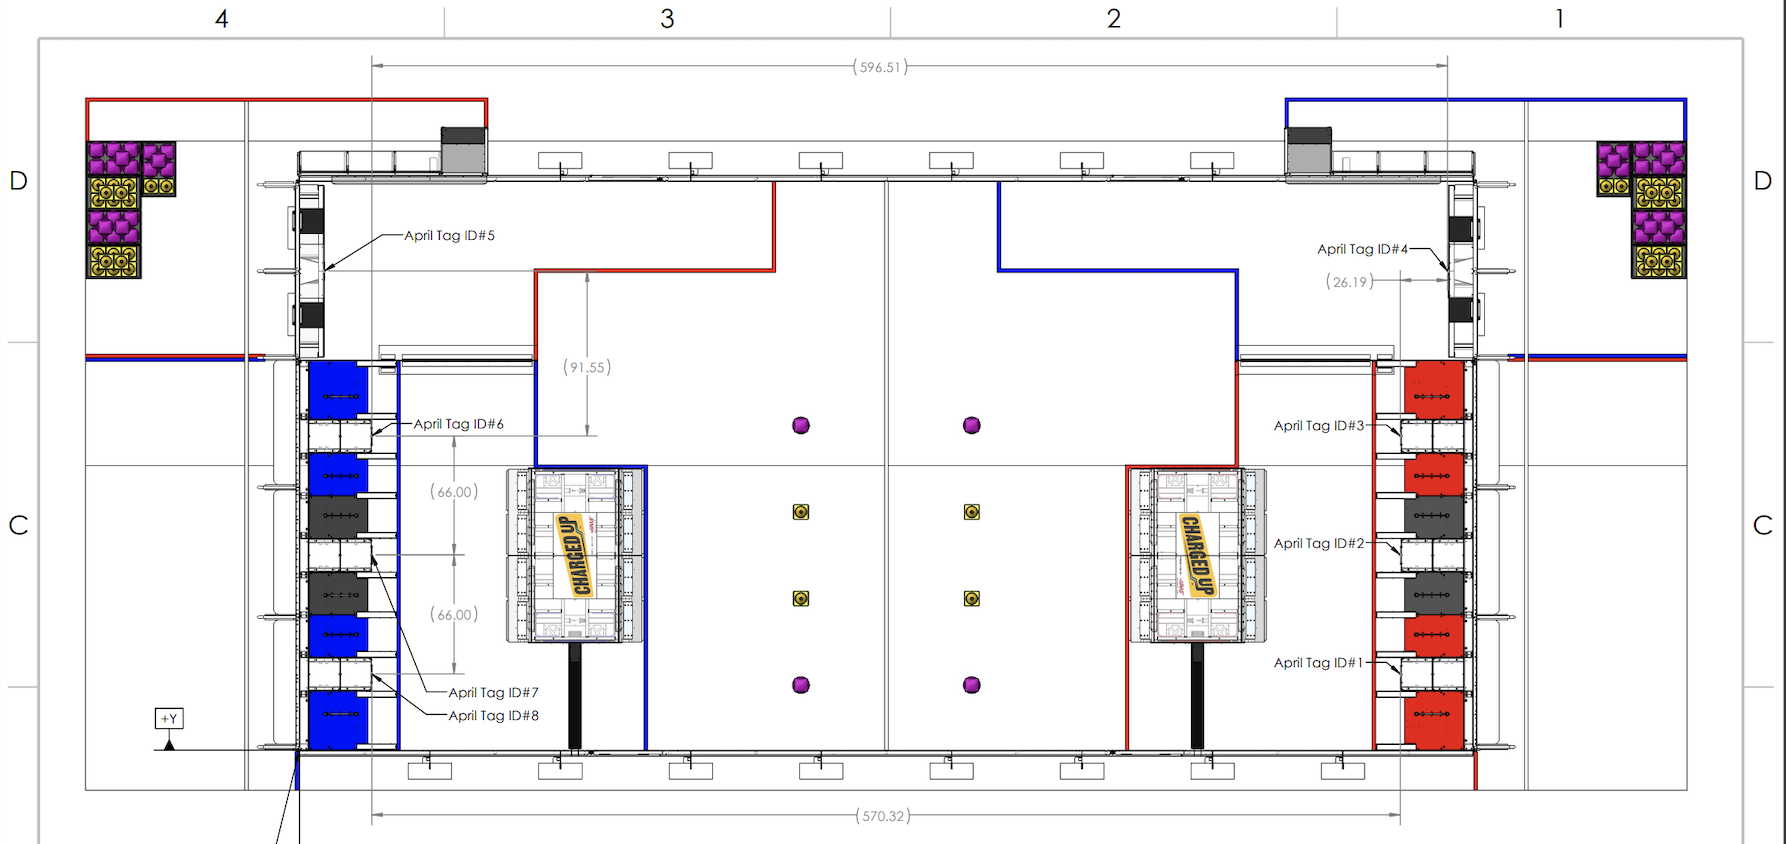 4 3 2 1
(596.51)
D D
April Tag ID#5
April Tag ID#4
(26.19)
(91.55)
April Tag ID#6
April Tag ID#3
(66.00)
C C
CHARGED UP
CHARGED UP
April Tag ID#2
(66.00)
April Tag ID#1
April Tag ID#7
April Tag ID#8
+Y
(570.32)